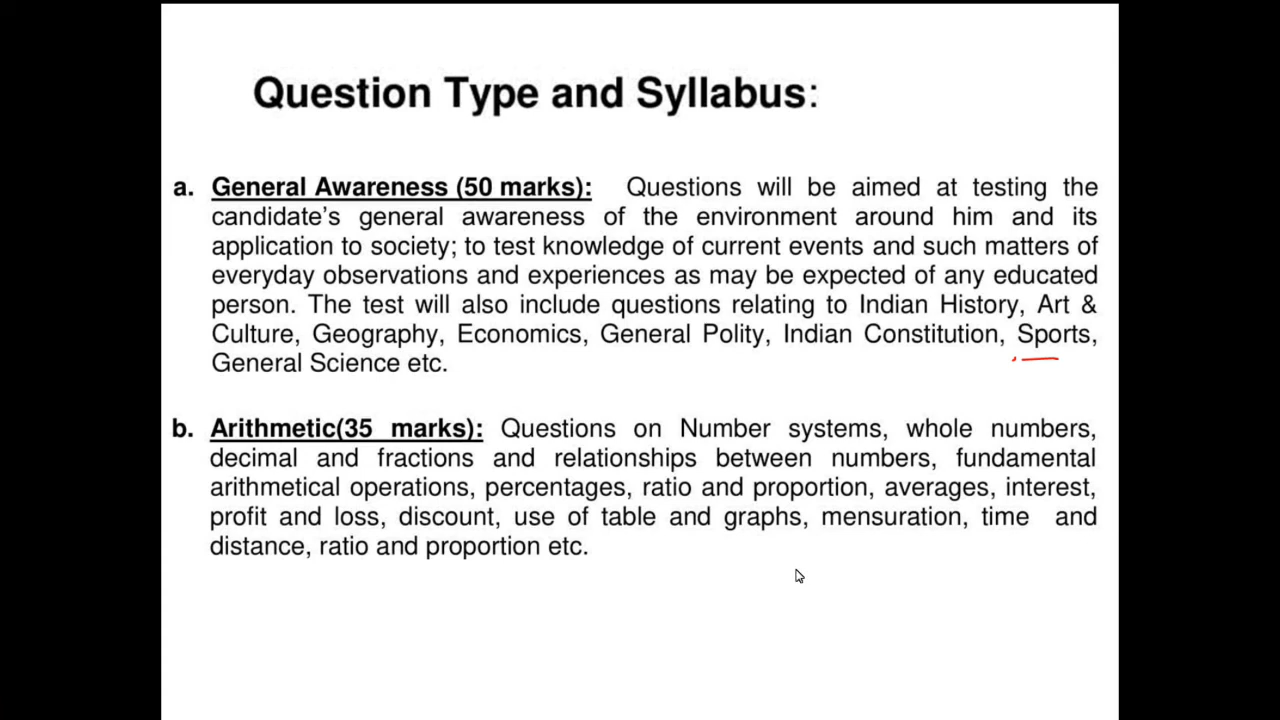 Question Type and Syllabus:
a. General Awareness (50 marks): Questions will be aimed at testing the
candidate's general awareness of the environment around him and its
application to society; to test knowledge of current events and such matters of
everyday observations and experiences as may be expected of any educated
person. The test will also include questions relating to Indian History, Art &
Culture, Geography, Economics, General Polity, Indian Constitution, Sports,
General Science etc.
b. Arithmetic(35 marks): Questions on Number systems, whole numbers,
decimal and fractions and relationships between numbers, fundamental
arithmetical operations, percentages, ratio and proportion, averages, interest,
profit and loss, discount, use of table and graphs, mensuration, time and
distance, ratio and proportion etc.